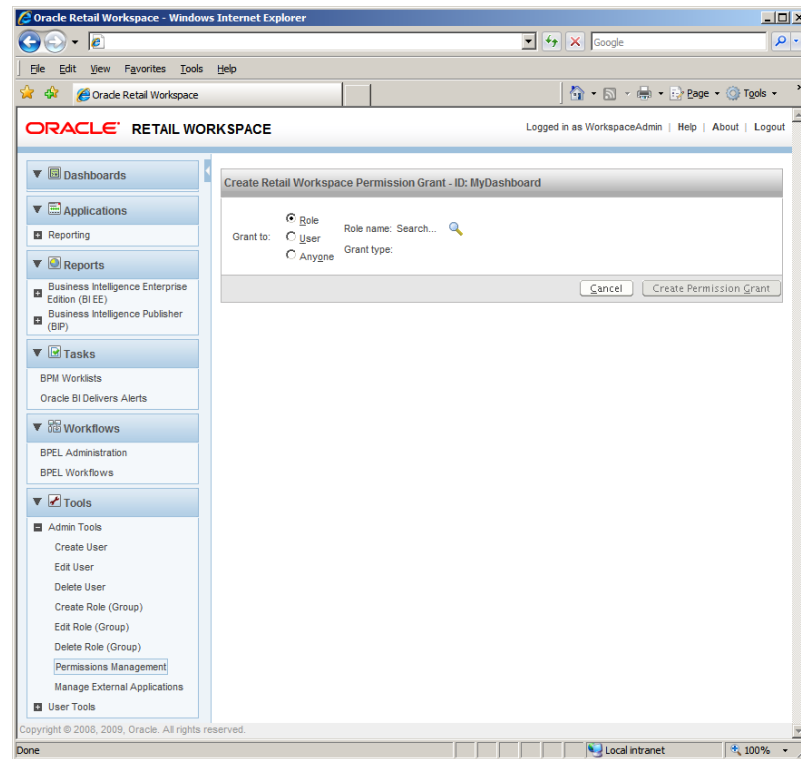 Oracle Retail Workspace - Windows Internet Explorer
Google
File Edit View Favorites Tools Help
Oracle Retail Workspace
Page Tools
ORACLE RETAIL WORKSPACE
Logged in as WorkspaceAdmin | Help | About | Logout
Dashboards
Applications
Reporting
Reports
Business Intelligence Enterprise
Edition (BI EE)
Business Intelligence Publisher
(BIP)
Tasks
BPM Worklists
Oracle BI Delivers Alerts
Workflows
BPEL Administration
BPEL Workflows
Tools
Admin Tools
Create User
Edit User
Delete User
Create Role (Group)
Edit Role (Group)
Delete Role (Group)
Permissions Management
Manage External Applications
User Tools
Create Retail Workspace Permission Grant - ID: MyDashboard
Grant to:
Role
User
Anyone
Role name: Search...
Grant type:
Cancel Create Permission Grant
Copyright © 2008, 2009, Oracle. All rights reserved.
Done Local intranet 100%